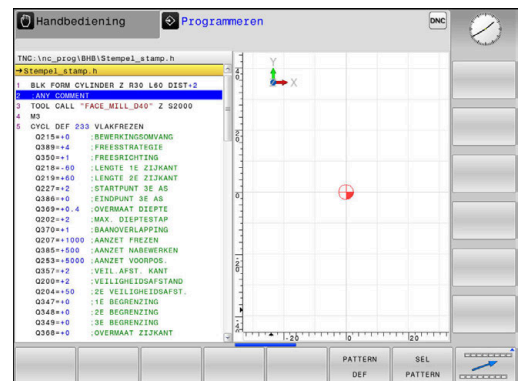 Handbediening
Programmeren
DNC
TNC:\nc_prog\BHB\Stempel_stamp.h
→Stempel_stamp.h
1 BLK FORM CYLINDER Z R30 L60 DIST+2
2 ;ANY COMMENT
3 TOOL CALL "FACE_MILL_D40" Z S2000
4 M3
5 CYCL DEF 233 VLAKFREZEN
Q215=+0 ;BEWERKINGSOMVANG
Q389=+4 ;FREESSTRATEGIE
Q350=+1 ;FREESRICHTING
Q218=-60 ;LENGTE 1E ZIJKANT
Q219=+60 ;LENGTE 2E ZIJKANT
Q227=+2 ;STARTPUNT 3E AS
Q386=+0 ;EINDPUNT 3E AS
Q369=+0.4 ;OVERMAAT DIEPTE
Q202=+2 ;MAX. DIEPTESTAP
Q370=+1 ;BAANOVERLAPPING
Q207=+1000 ;AANZET FREZEN
Q385=+500 ;AANZET NABEWERKEN
Q253=+5000 ;AANZET VOORPOS.
Q357=+2 ;VEIL.AFST. KANT
Q200=+2 ;VEILIGHEIDSAFSTAND
Q204=+50 ;2E VEILIGHEIDSAFST.
Q347=+0 ;1E BEGRENZING
Q348=+0 ;2E BEGRENZING
Q349=+0 ;3E BEGRENZING
Q368=+0 ;OVERMAAT ZIJKANT
Y
X
40
20
0
-20
-20
0
20
PATTERN
DEF
SEL
PATTERN